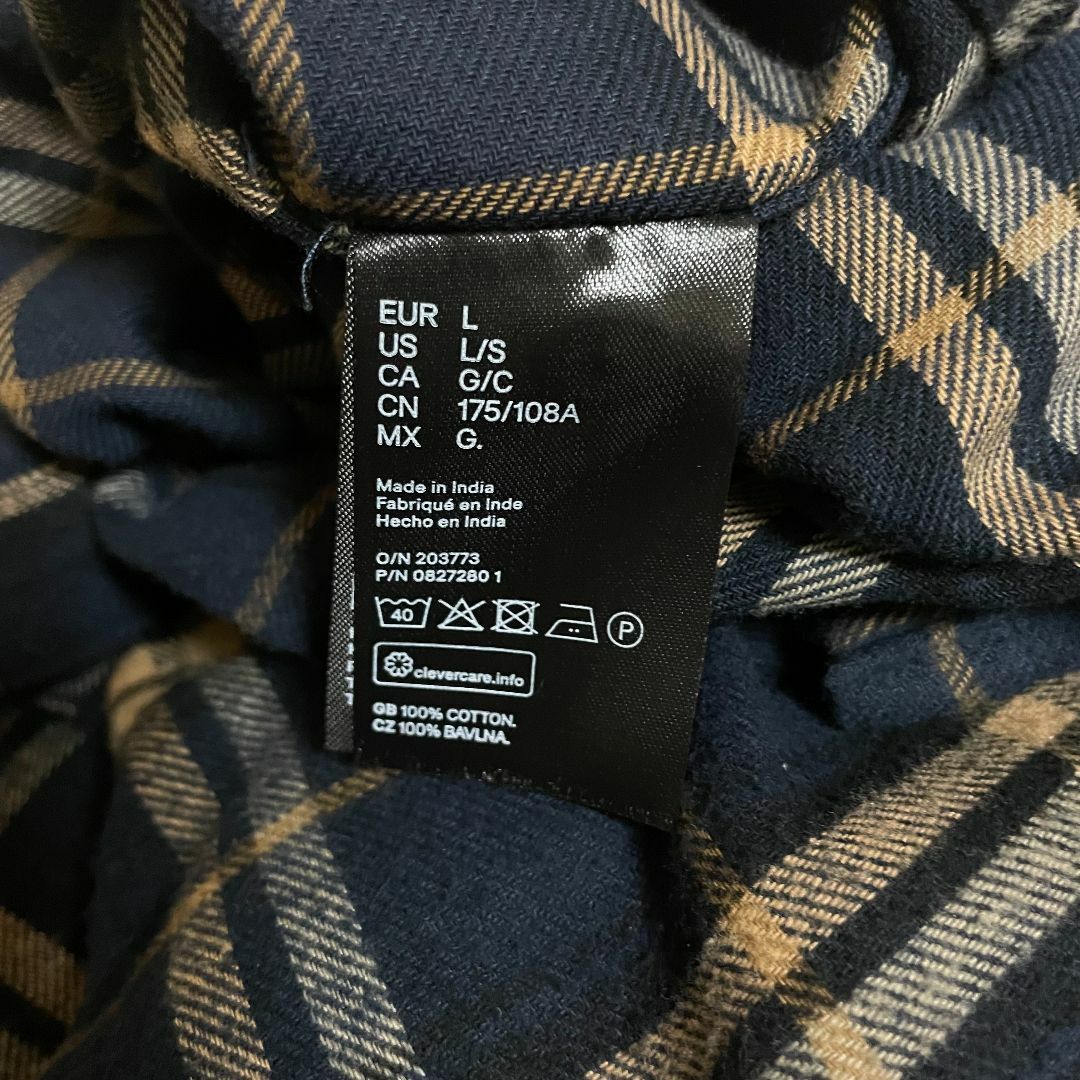 EUR L
US L/S
CA G/C
CN 175/108A
MX G.
Made in India
Fabriqué en Inde
Hecho en India
O/N 203773
P/N 0827280 1
40 P
clevercare.info
GB 100% COTTON.
CZ 100% BAVLNA.